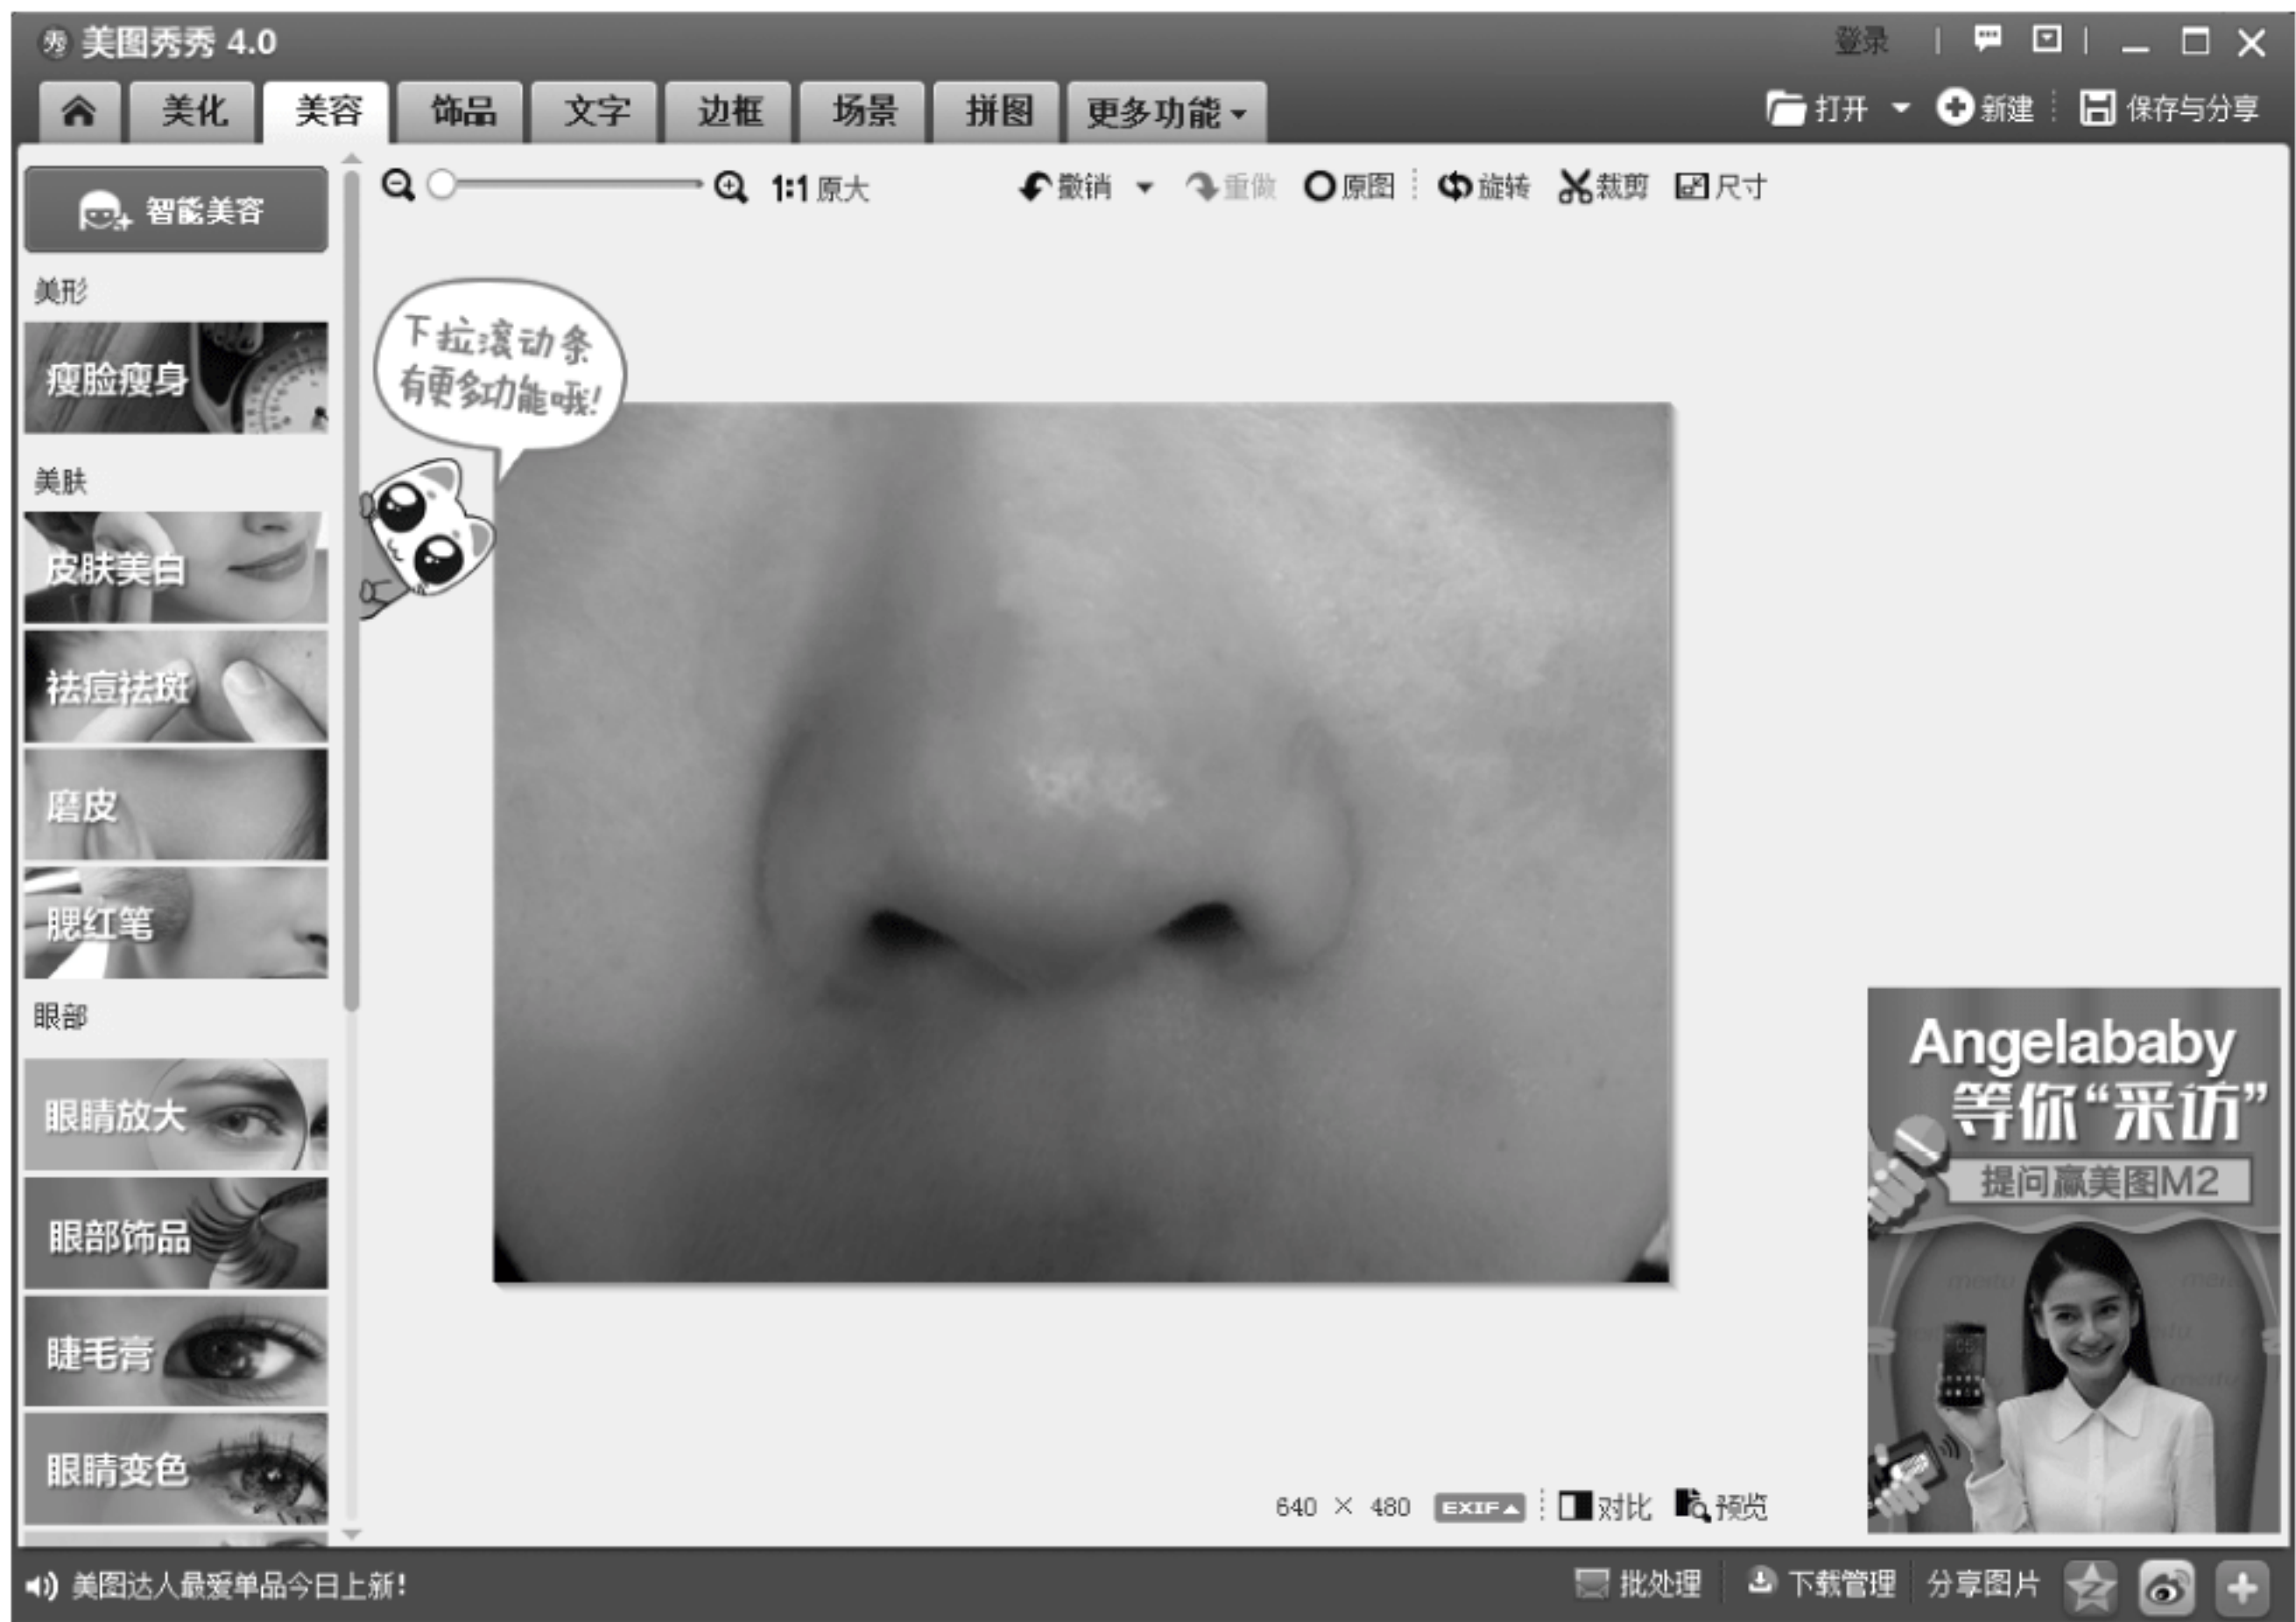 美图秀秀 4.0
登录
美化
美容
饰品
文字
边框
场景
拼图
更多功能
打开
新建
保存与分享
智能美容
1:1 原大
撤销
重做
原图
旋转
裁剪
尺寸
美形
瘦脸瘦身
下拉滚动条
有更多功能哦!
美肤
皮肤美白
祛痘祛斑
磨皮
腮红笔
眼部
眼睛放大
眼部饰品
睫毛膏
眼睛变色
Angelababy
等你“采访”
提问赢美图M2
meitu
640 × 480
EXIF
对比
预览
美图达人最爱单品今日上新!
批处理
下载管理
分享图片